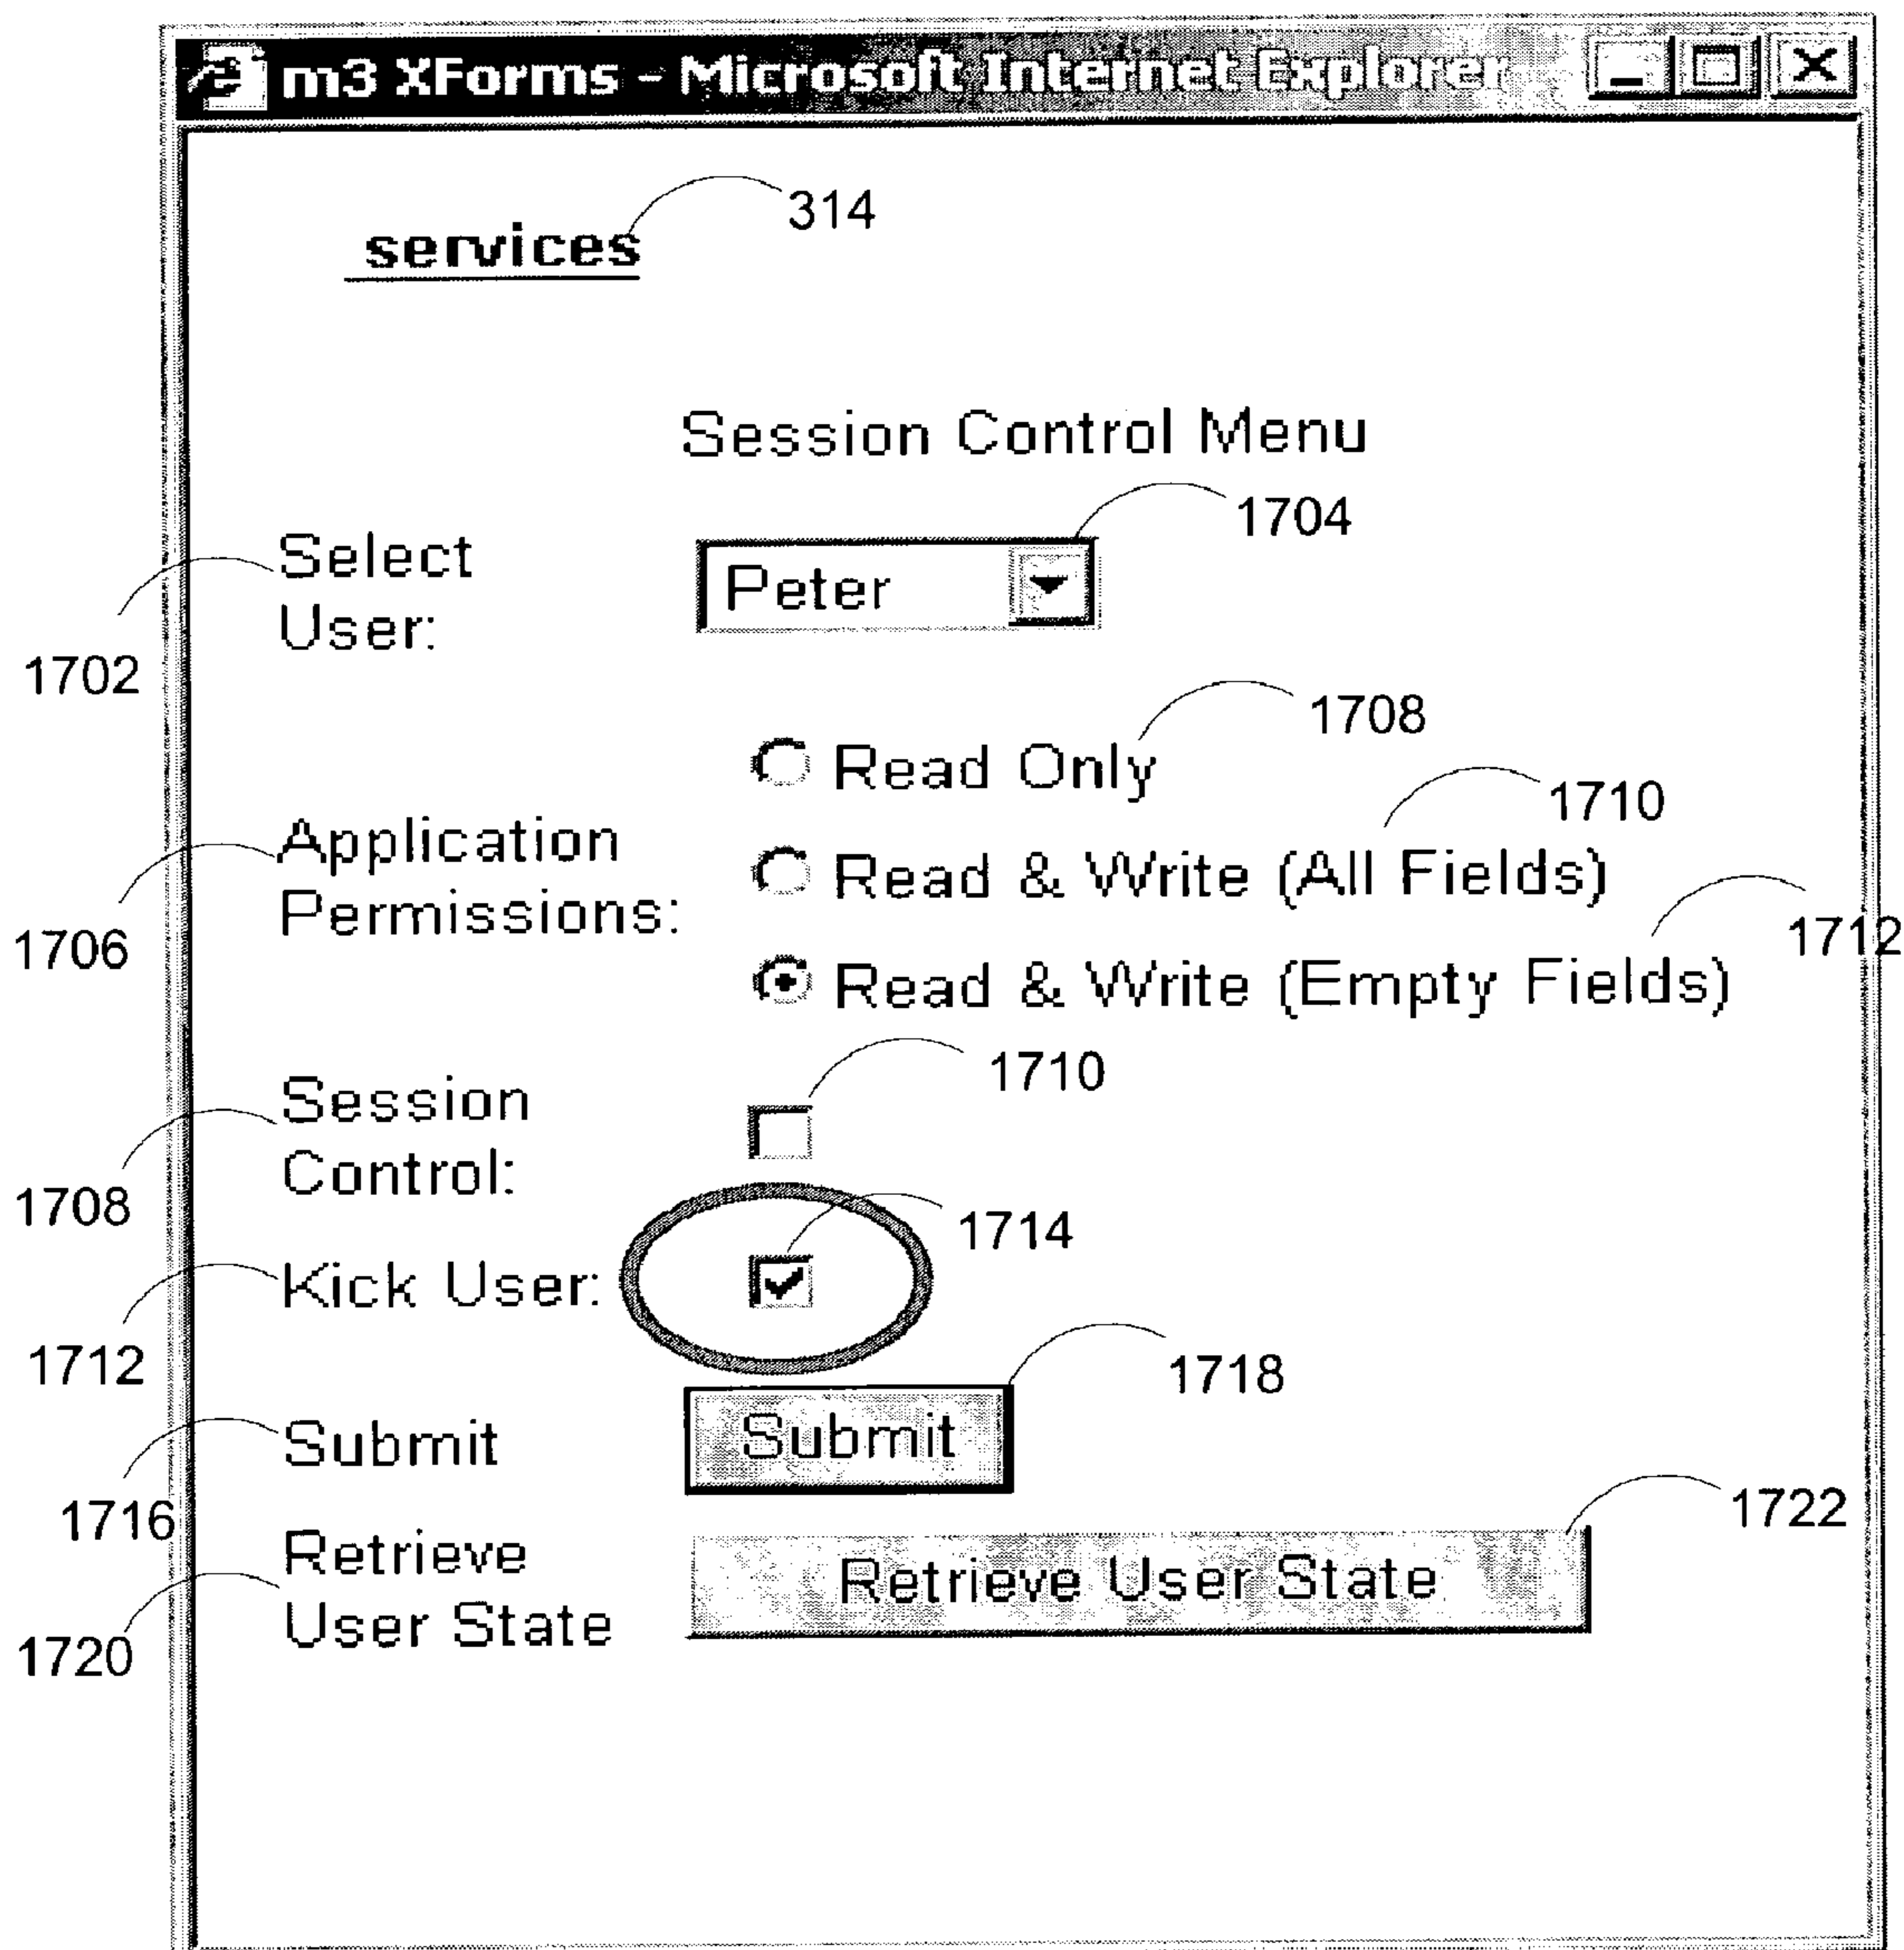 m3 XForms - Microsoft Internet Explorer
314
services
Session Control Menu
1704
Select
User:
Peter
1702
1708
Read Only
1710
Application
Permissions:
Read & Write (All Fields)
1712
1706
Read & Write (Empty Fields)
1710
Session
Control:
1708
1714
Kick User:
1712
1718
Submit
Submit
1716
1722
Retrieve
User State
Retrieve User State
1720